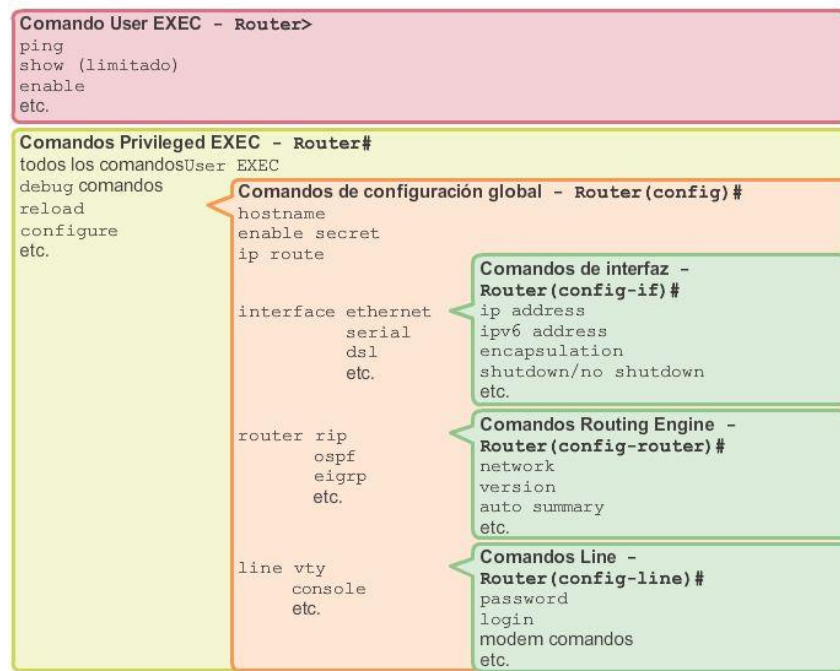 Comando User EXEC - Router>
ping
show (limitado)
enable
etc.
Comandos Privileged EXEC - Router#
todos los comandosUser EXEC
debug comandos
reload
configure
etc.
Comandos de configuración global - Router(config)#
hostname
enable secret
ip route
interface ethernet
serial
dsl
etc.
Comandos de interfaz -
Router(config-if)#
ip address
ipv6 address
encapsulation
shutdown/no shutdown
etc.
router rip
ospf
eigrp
etc.
Comandos Routing Engine -
Router(config-router)#
network
version
auto summary
etc.
line vty
console
etc.
Comandos Line -
Router(config-line)#
password
login
modem comandos
etc.